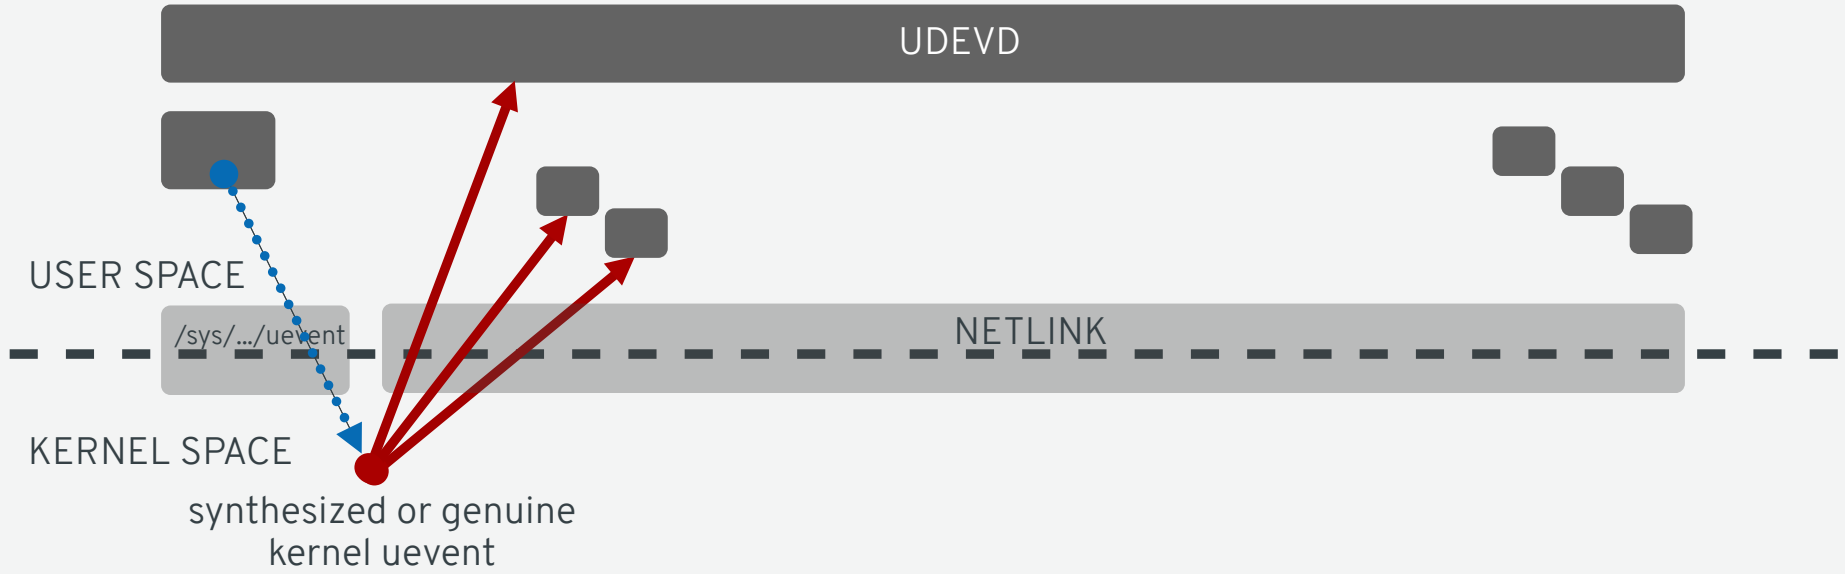 UDEVD
USER SPACE
/sys/.../uevent
NETLINK
KERNEL SPACE
synthesized or genuine
kernel uevent